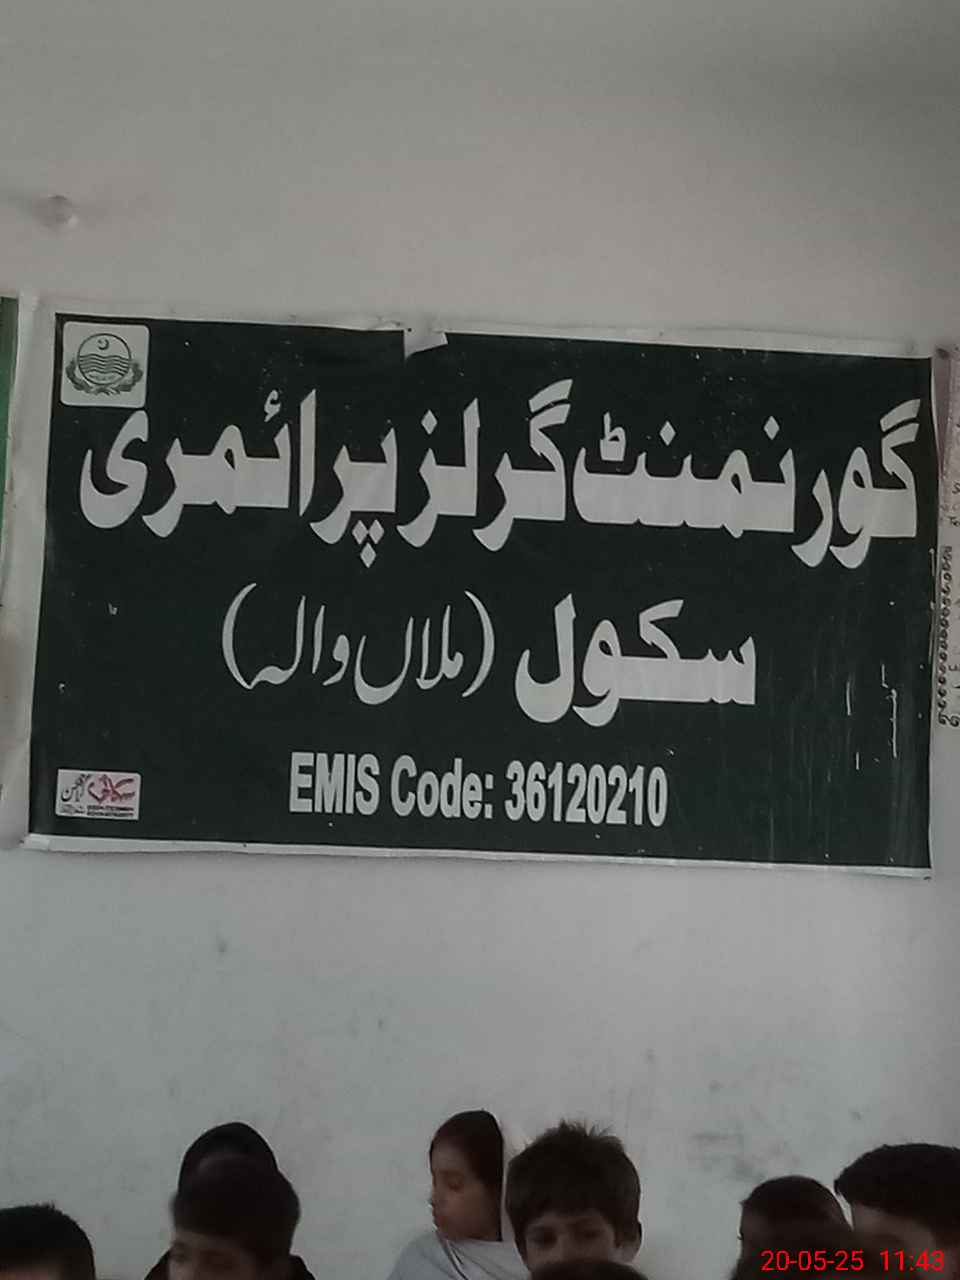 گورنمنٹ گرلز پرائمری
سکول (ملاں والہ)
EMIS Code: 36120210
20-05-25 11:43